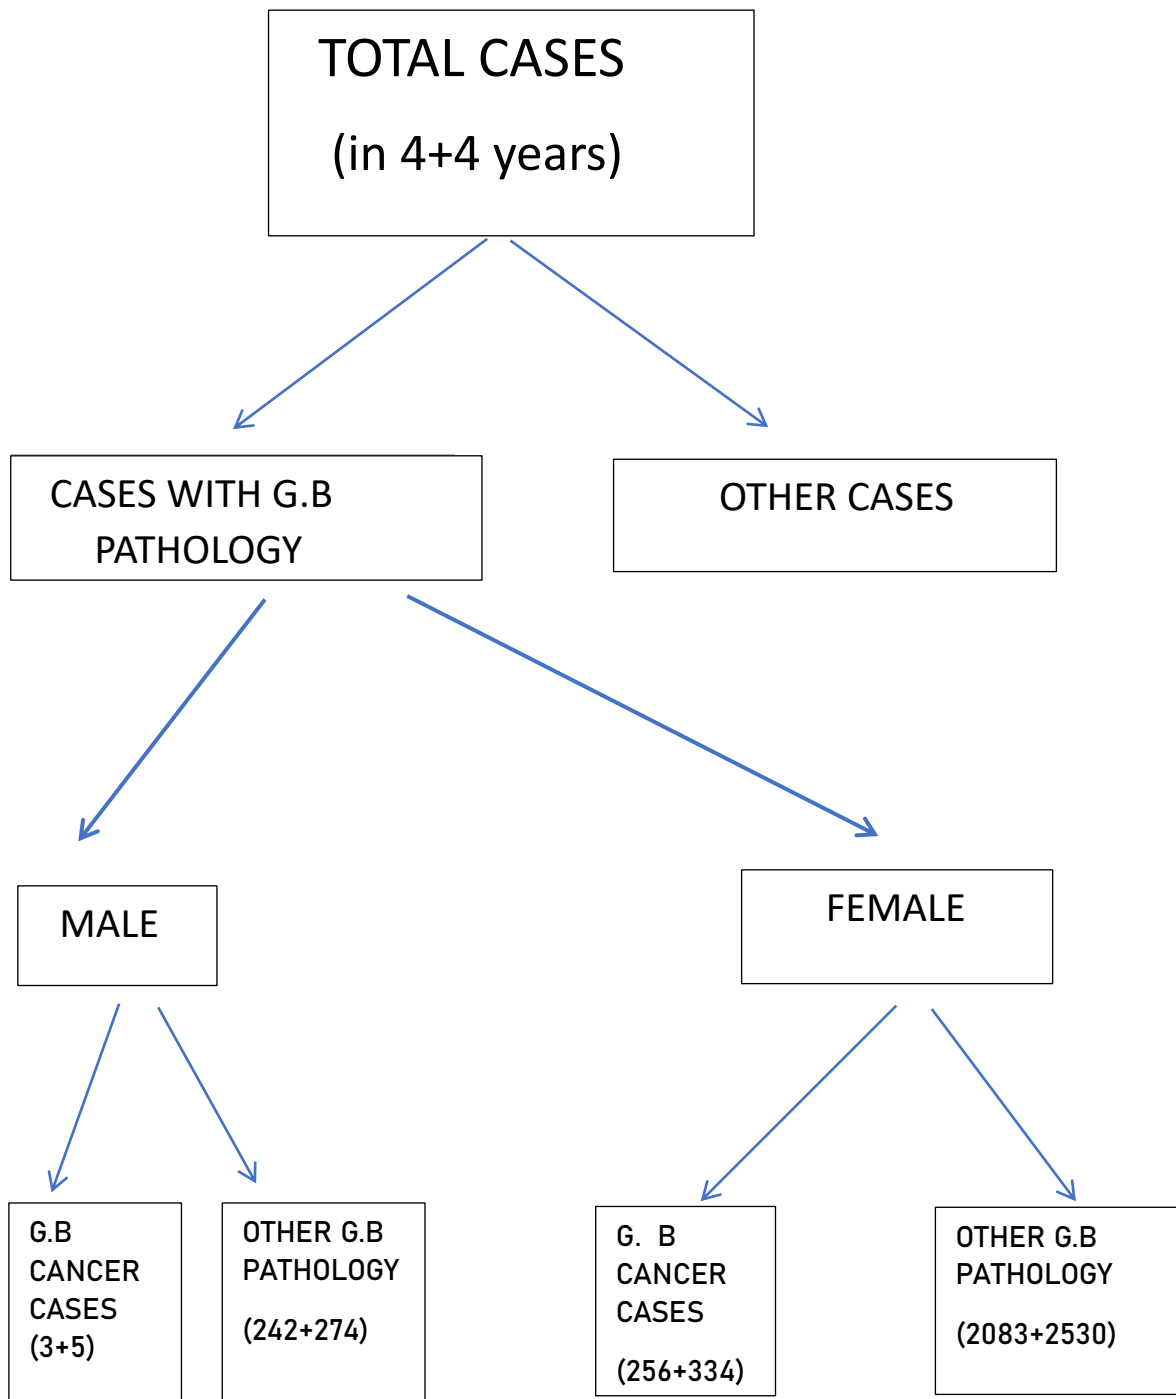 TOTAL CASES
(in 4+4 years)
CASES WITH G.B
PATHOLOGY
OTHER CASES
MALE
FEMALE
G.B
CANCER
CASES
(3+5)
OTHER G.B
PATHOLOGY
(242+274)
G. B
CANCER
CASES
(256+334)
OTHER G.B
PATHOLOGY
(2083+2530)